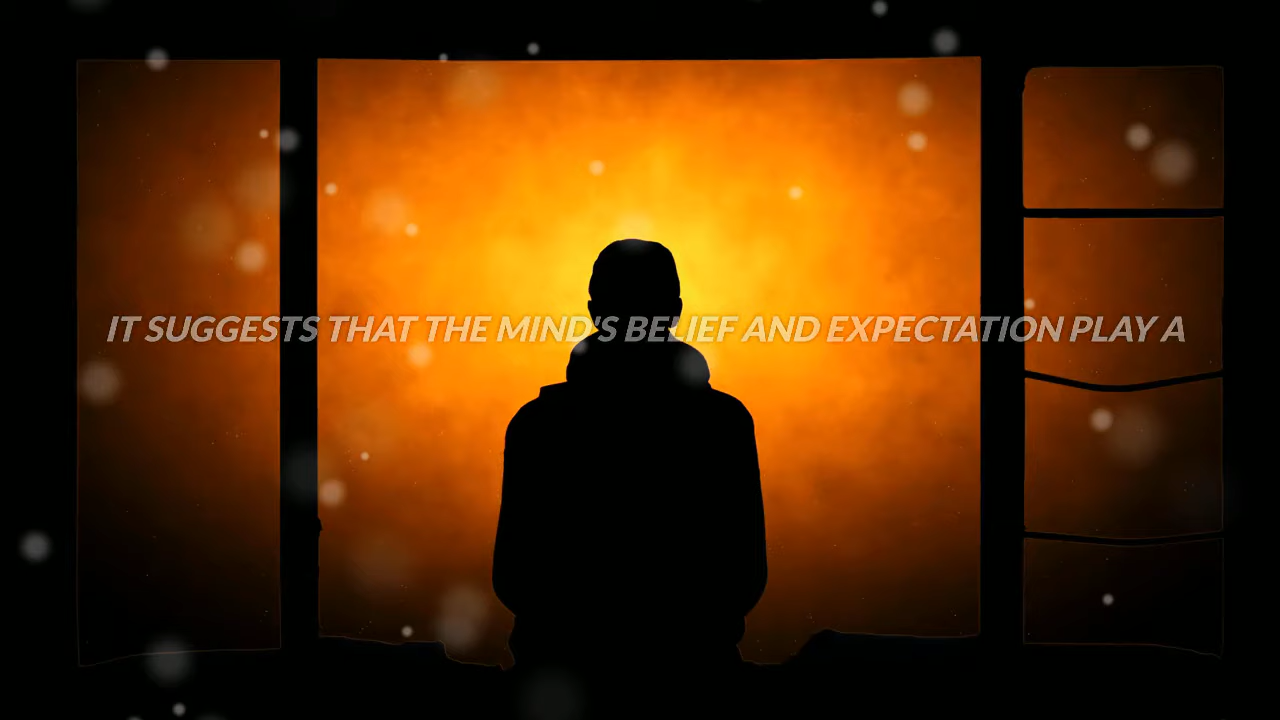 IT SUGGESTS THAT THE MIND'S BELIEF AND EXPECTATION PLAY A